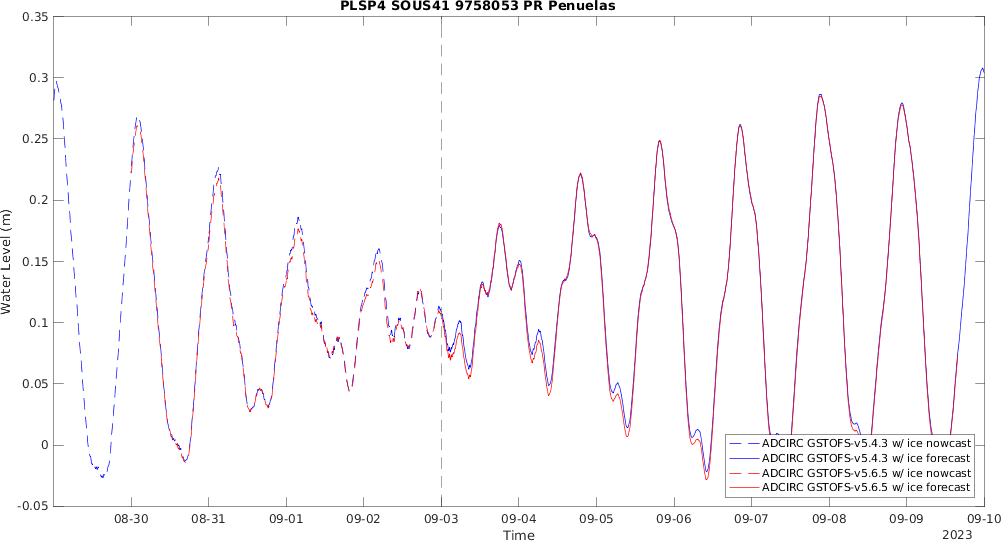 PLSP4 SOUS41 9758053 PR Penuelas
0.35
0.3
0.25
0.2
0.15
0.1
0.05
0
-0.05
Water Level (m)
ADCIRC GSTOFS-v5.4.3 w/ ice nowcast
ADCIRC GSTOFS-v5.4.3 w/ ice forecast
ADCIRC GSTOFS-v5.6.5 w/ ice nowcast
ADCIRC GSTOFS-v5.6.5 w/ ice forecast
08-30 08-31 09-01 09-02 09-03 09-04 09-05 09-06 09-07 09-08 09-09 09-10
Time
2023